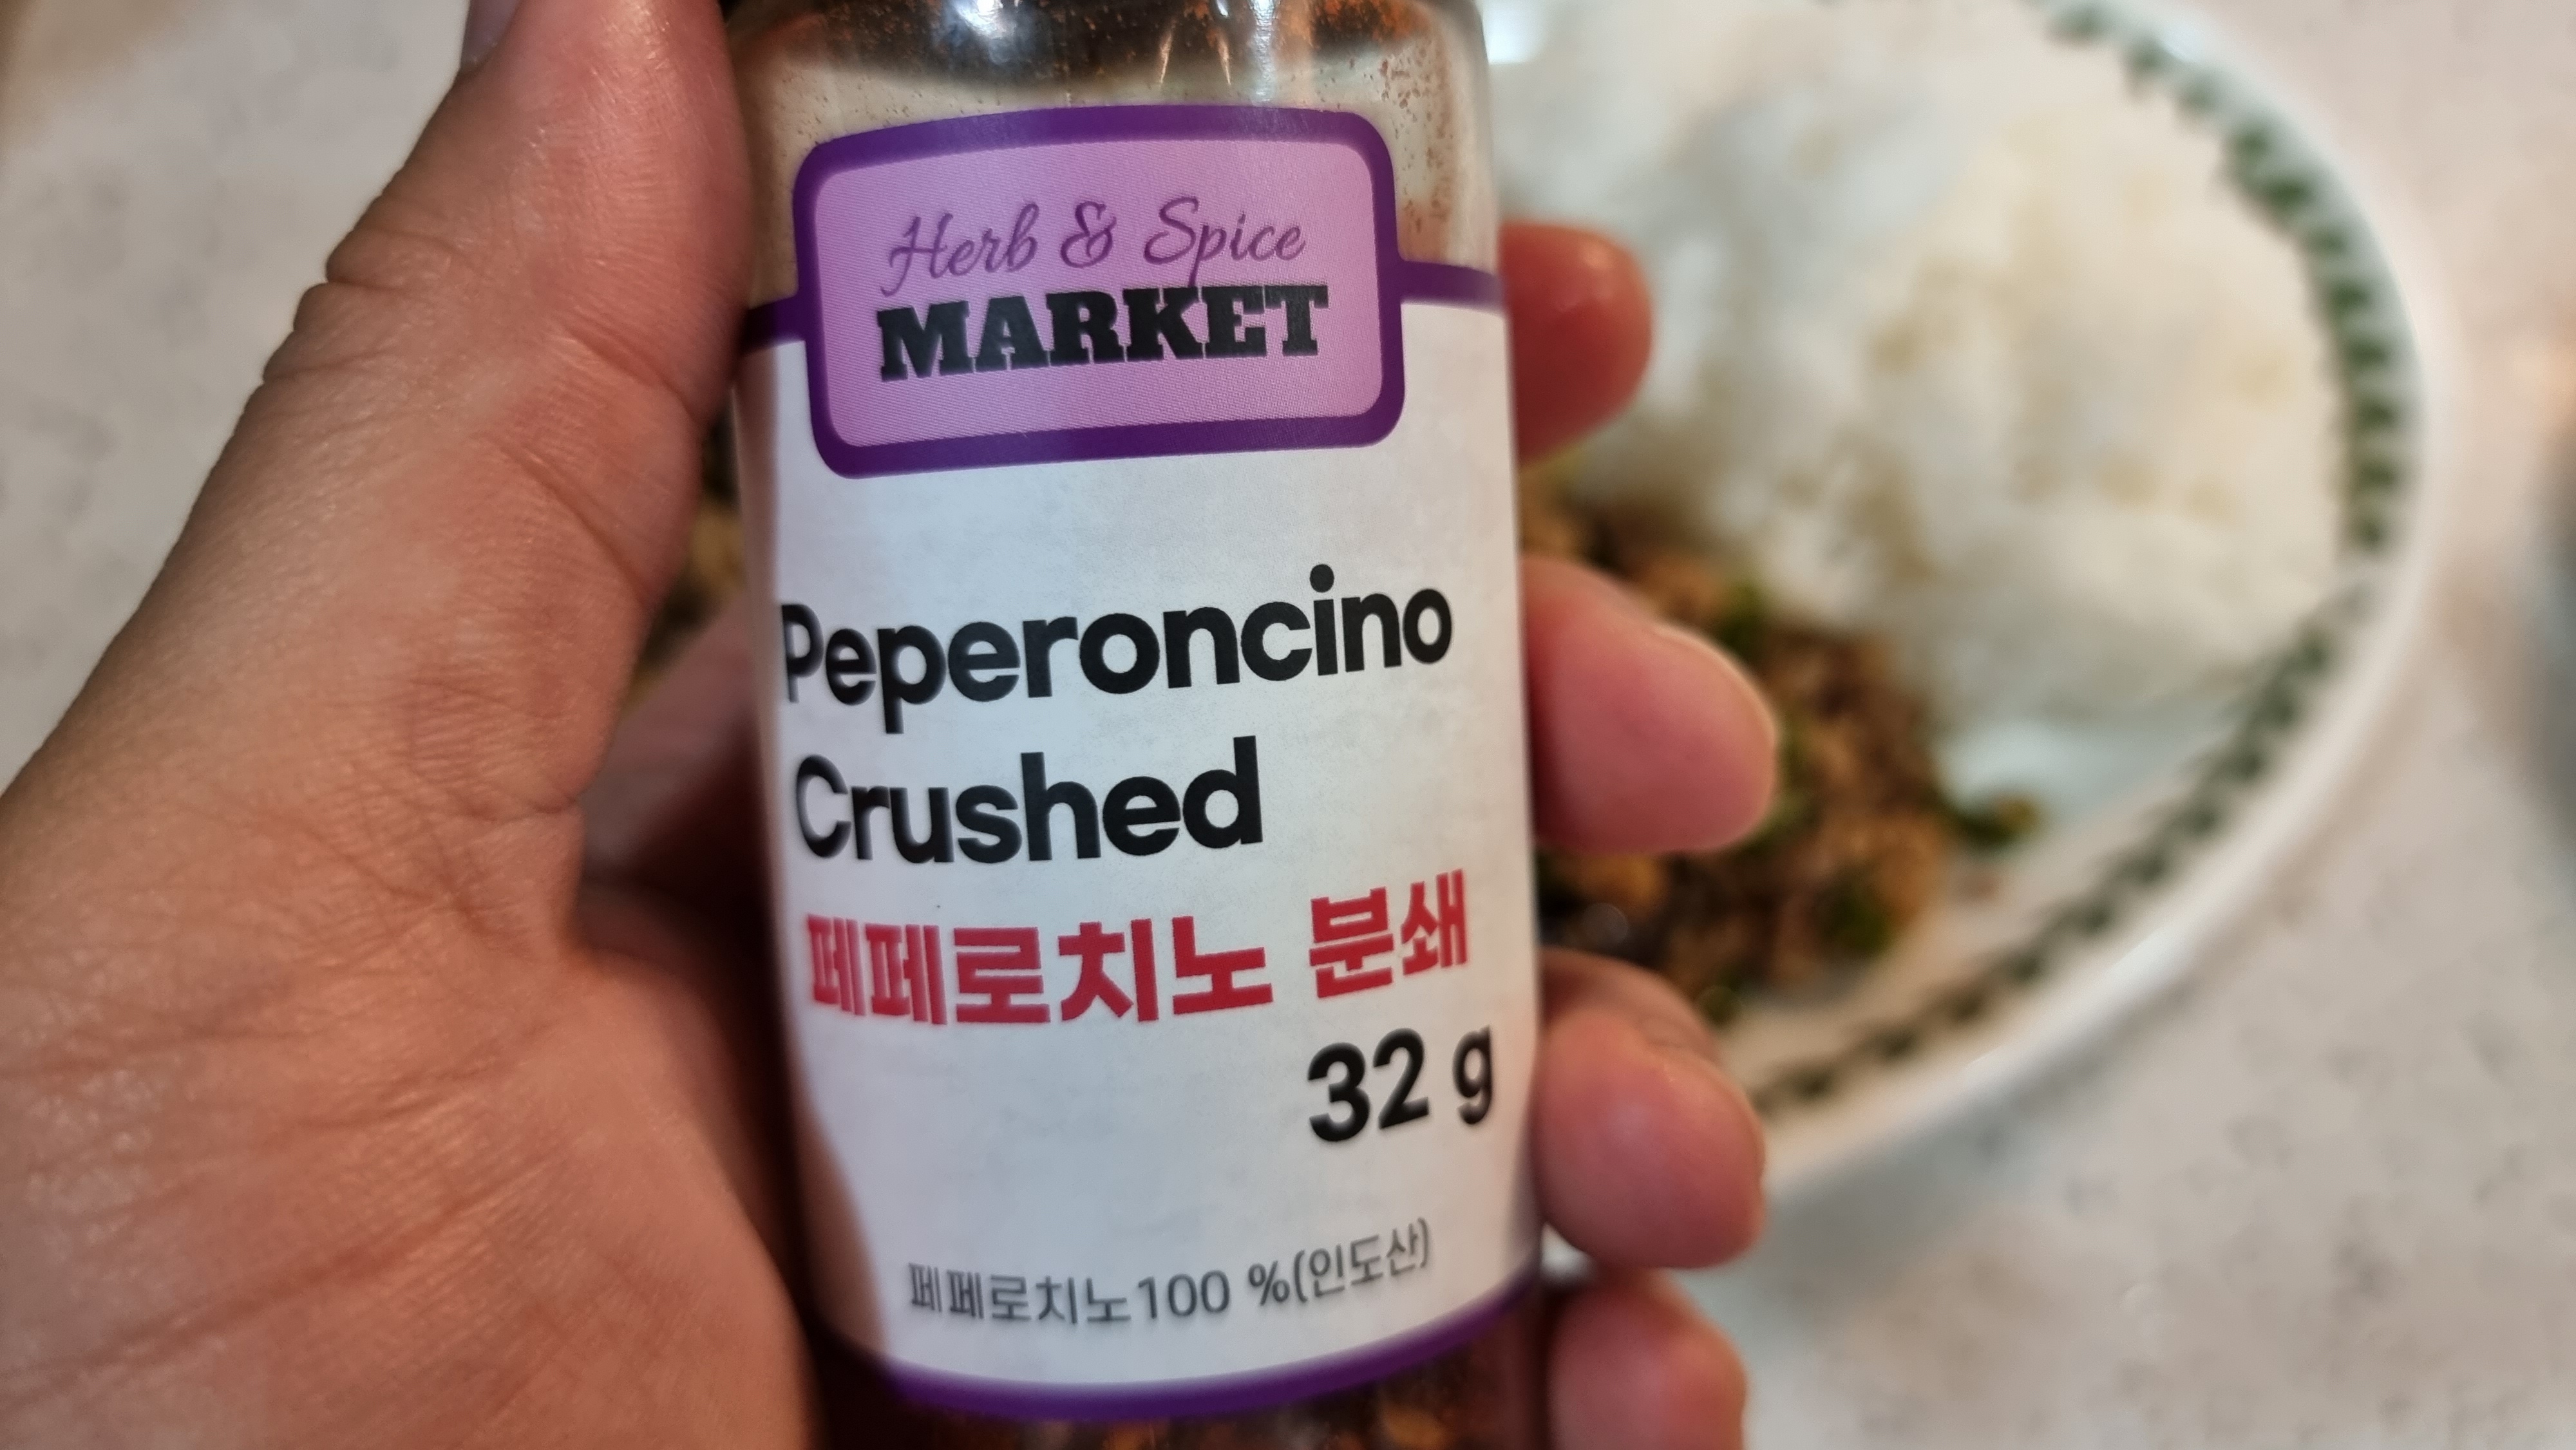 Herb & Spice
MARKET
Peperoncino
Crushed
페페로치노 분쇄
32 g
페페로치노100 %(인도산)